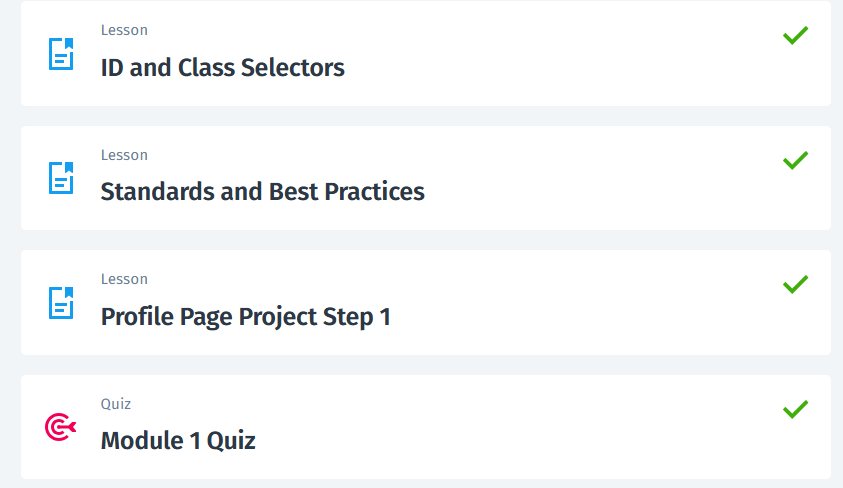 Lesson
ID and Class Selectors
Lesson
Standards and Best Practices
Lesson
Profile Page Project Step 1
Quiz
Module 1 Quiz